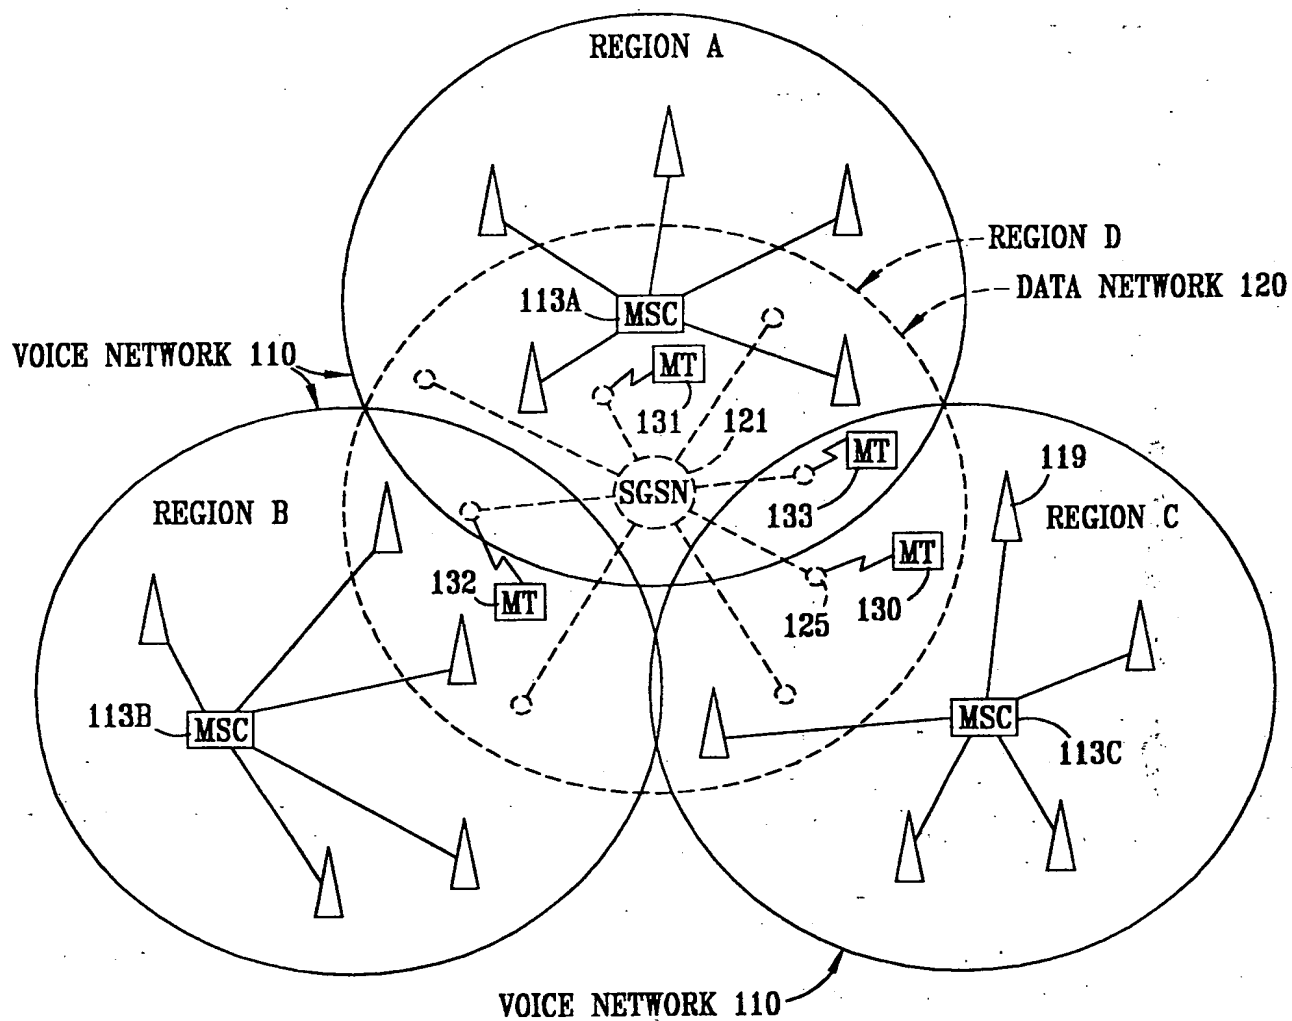 REGION A
REGION D
DATA NETWORK 120
113A
MSC
VOICE NETWORK 110
MT
131
121
MT
119
SGSN
133
REGION B
REGION C
MT
132
MT
125
130
113B
MSC
MSC
113C
VOICE NETWORK 110